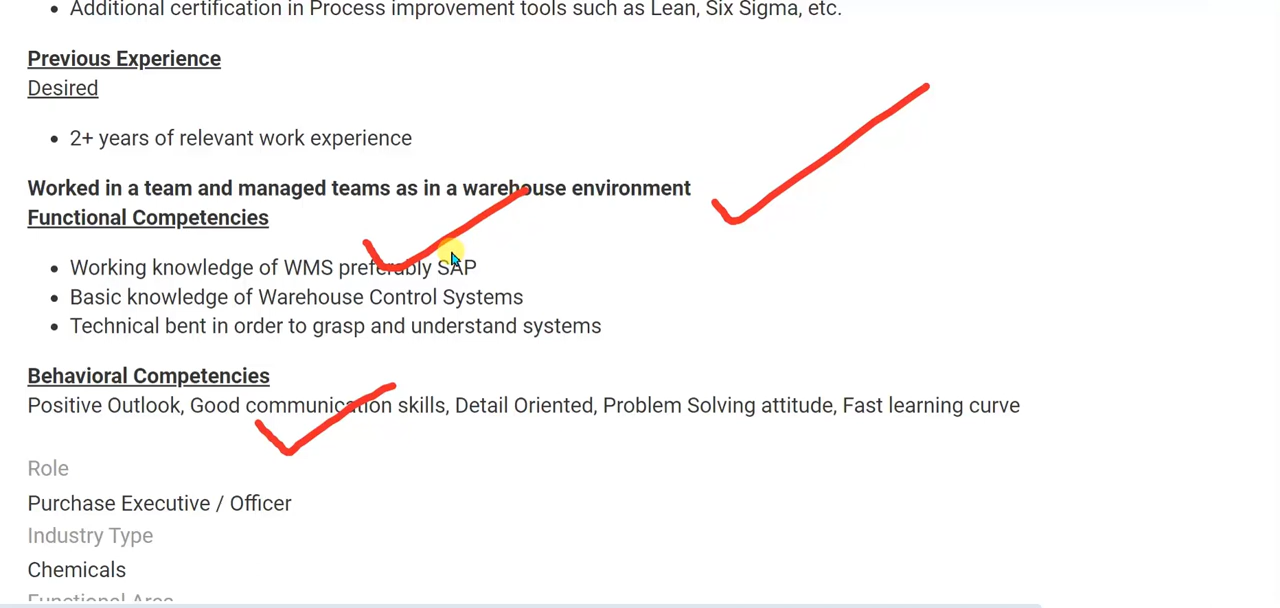 Additional certification in Process improvement tools such as Lean, Six Sigma, etc.
Previous Experience
Desired
2+ years of relevant work experience
Worked in a team and managed teams as in a warehouse environment
Functional Competencies
Working knowledge of WMS preferably SAP
Basic knowledge of Warehouse Control Systems
Technical bent in order to grasp and understand systems
Behavioral Competencies
Positive Outlook, Good communication skills, Detail Oriented, Problem Solving attitude, Fast learning curve
Role
Purchase Executive / Officer
Industry Type
Chemicals
Functional Area